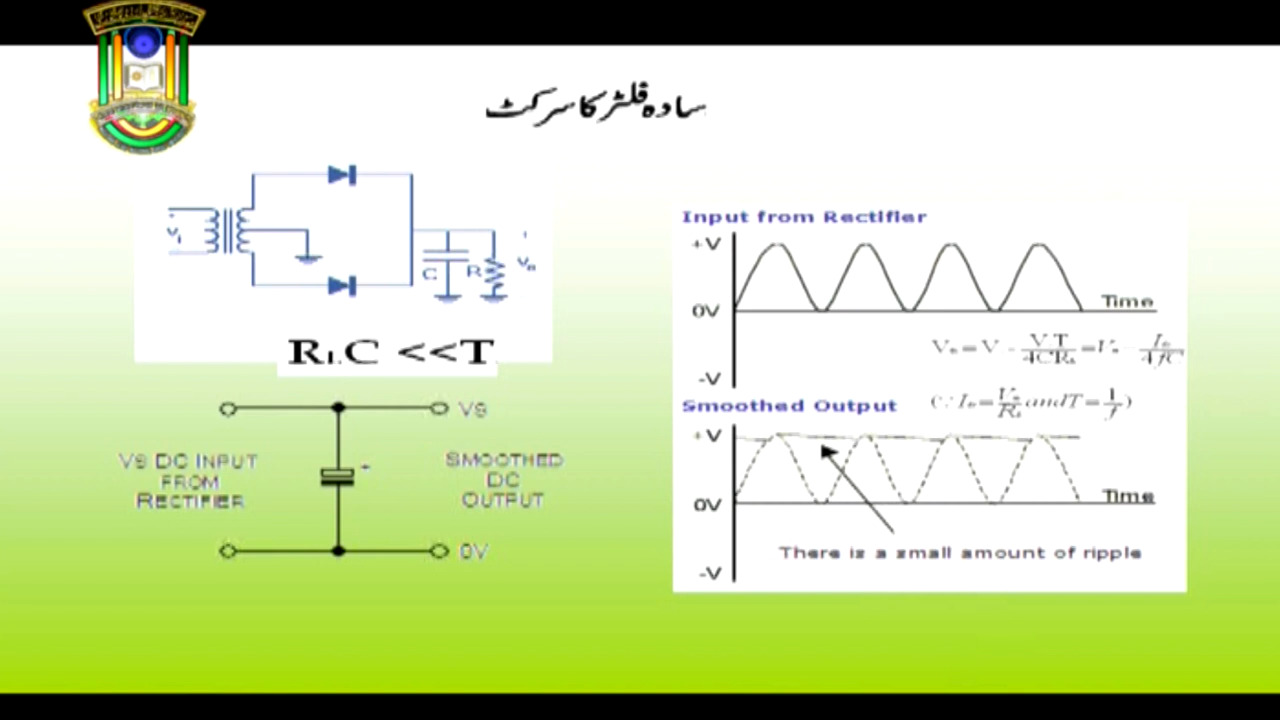 سادہ فلٹر کا سرکٹ
C
R
RLC <<T
VS
VS DC INPUT
FROM
RECTIFIER
SMOOTHED
DC
OUTPUT
0V
Input from Rectifier
+V
0V
Time
-V
Smoothed Output
+V
0V
Time
There is a small amount of ripple
-V